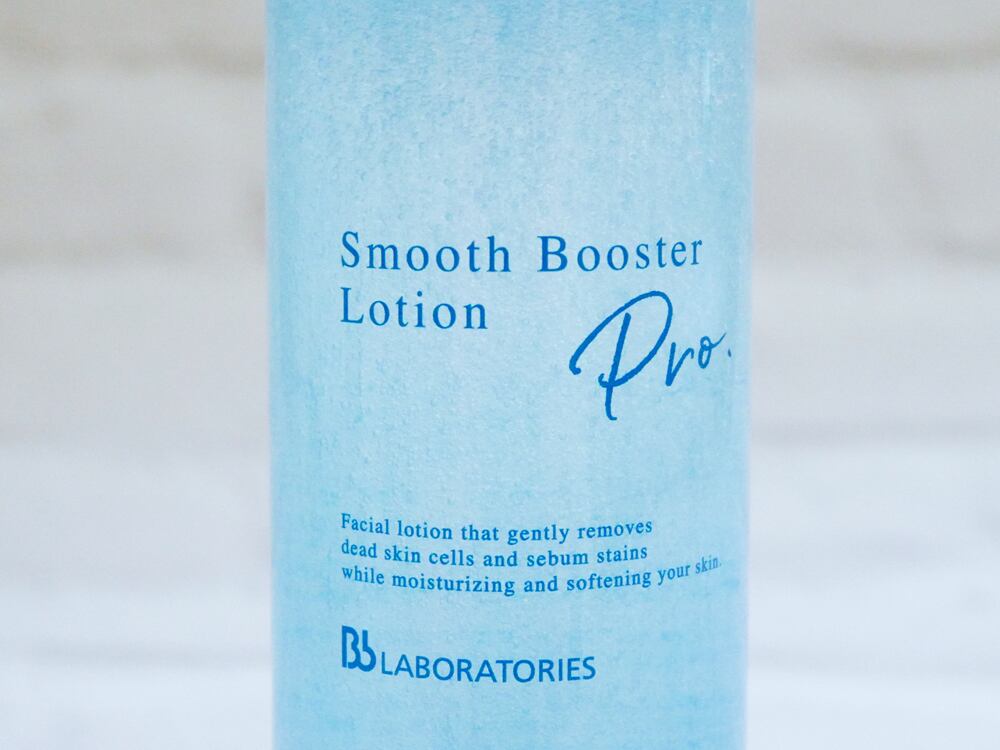 Smooth Booster
Lotion
Pro.
Facial lotion that gently removes
dead skin cells and sebum stains
while moisturizing and softening your skin.
Bb LABORATORIES